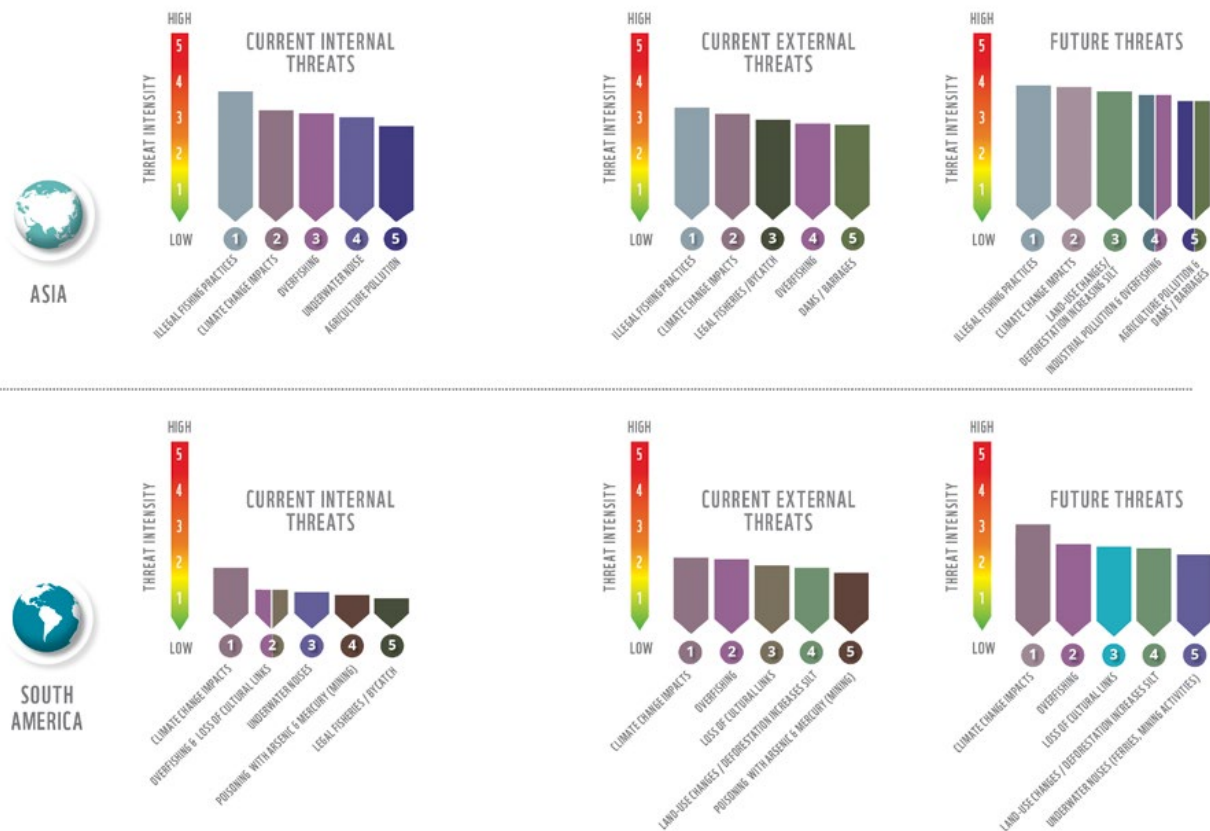 HIGH
5
4
3
2
1
LOW
THREAT INTENSITY
CURRENT INTERNAL
THREATS
1
2
3
4
5
ILLEGAL FISHING PRACTICES
CLIMATE CHANGE IMPACTS
OVERFISHING
UNDERWATER NOISE
AGRICULTURE POLLUTION
HIGH
5
4
3
2
1
LOW
THREAT INTENSITY
CURRENT EXTERNAL
THREATS
1
2
3
4
5
ILLEGAL FISHING PRACTICES
CLIMATE CHANGE IMPACTS
LEGAL FISHERIES /BYCATCH
OVERFISHING
DAMS / BARRAGES
HIGH
5
4
3
2
1
LOW
THREAT INTENSITY
FUTURE THREATS
1
2
3
4
5
ILLEGAL FISHING PRACTICES
CLIMATE CHANGE IMPACTS
LAND-USE CHANGES/
DEFORESTATION INCREASING SILT
INDUSTRIAL POLLUTION & OVERFISHING
AGRICULTURE POLLUTION &
DAMS / BARRAGES
ASIA
HIGH
5
4
3
2
1
LOW
THREAT INTENSITY
CURRENT INTERNAL
THREATS
1
2
3
4
5
CLIMATE CHANGE IMPACTS
OVERFISHING & LOSS OF CULTURAL LINKS
UNDERWATER NOISES
POISONING WITH ARSENIC & MERCURY (MINING)
LEGAL FISHERIES / BYCATCH
HIGH
5
4
3
2
1
LOW
THREAT INTENSITY
CURRENT EXTERNAL
THREATS
1
2
3
4
5
CLIMATE CHANGE IMPACTS
OVERFISHING
LOSS OF CULTURAL LINKS
LAND-USE CHANGES / DEFORESTATION INCREASES SILT
POISONING WITH ARSENIC & MERCURY (MINING)
HIGH
5
4
3
2
1
LOW
THREAT INTENSITY
FUTURE THREATS
1
2
3
4
5
CLIMATE CHANGE IMPACTS
OVERFISHING
LOSS OF CULTURAL LINKS
LAND-USE CHANGES / DEFORESTATION INCREASES SILT
UNDERWATER NOISES (FERRIES, MINING ACTIVITIES)
SOUTH
AMERICA